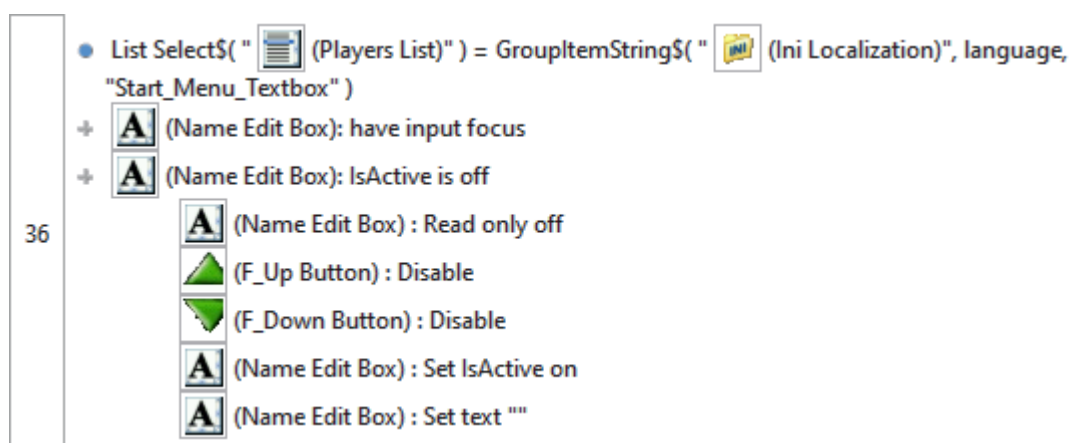 List Select$( " (Players List)" ) = GroupItemString$( " INI (Ini Localization)", language,
"Start_Menu_Textbox" )
A (Name Edit Box): have input focus
A (Name Edit Box): IsActive is off
36
A (Name Edit Box) : Read only off
(F_Up Button) : Disable
(F_Down Button) : Disable
A (Name Edit Box) : Set IsActive on
A (Name Edit Box) : Set text ""